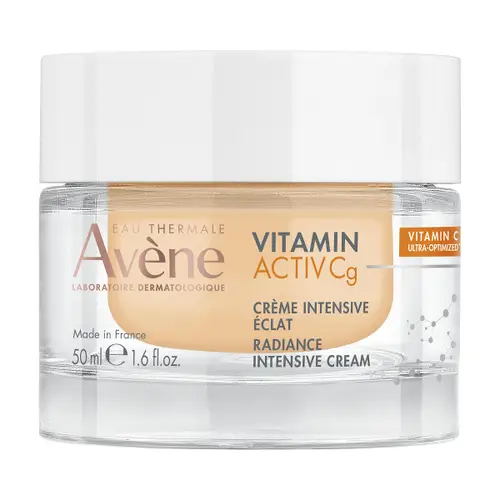 EAU THERMALE
Avène
LABORATOIRE DERMATOLOGIQUE
VITAMIN
ACTIV Cg
VITAMIN C
ULTRA-OPTIMIZED
CRÈME INTENSIVE
ÉCLAT
RADIANCE
INTENSIVE CREAM
Made in France
50 ml e 1.6 fl.oz.